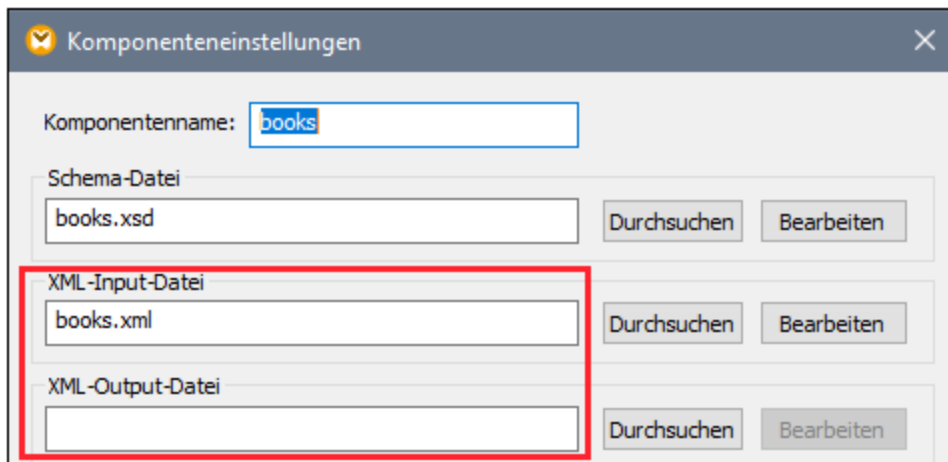 Komponenteneinstellungen
Komponentenname: books
Schema-Datei
books.xsd Durchsuchen Bearbeiten
XML-Input-Datei
books.xml Durchsuchen Bearbeiten
XML-Output-Datei
Durchsuchen Bearbeiten